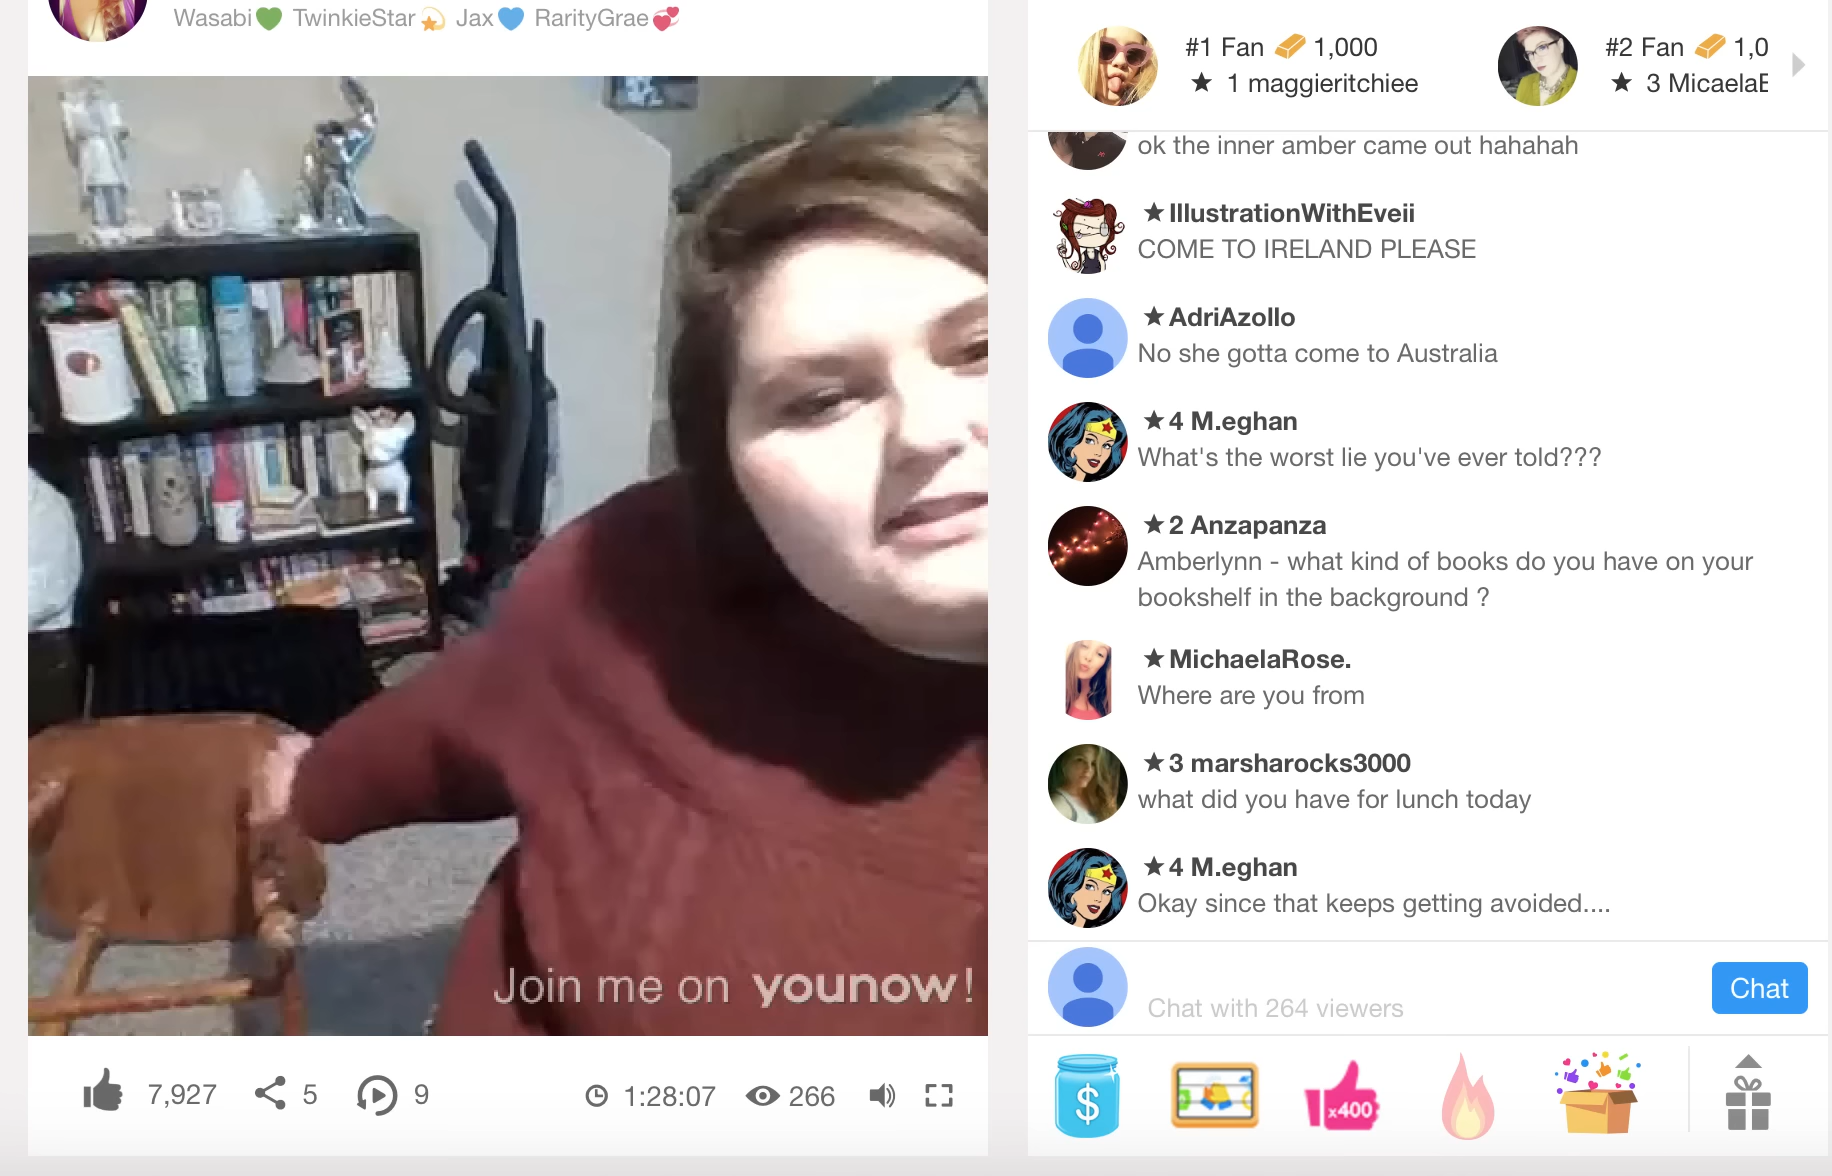 Wasabi💚 TwinkieStar💫 Jax💙 RarityGrae💞
#1 Fan 1,000
★ 1 maggieritchiee
#2 Fan 1,0
★ 3 MicaelaE
ok the inner amber came out hahahah
★ IllustrationWithEveii
COME TO IRELAND PLEASE
★ AdriAzollo
No she gotta come to Australia
★ 4 M.eghan
What's the worst lie you've ever told???
★ 2 Anzapanza
Amberlynn - what kind of books do you have on your
bookshelf in the background ?
★ MichaelaRose.
Where are you from
★ 3 marsharocks3000
what did you have for lunch today
★ 4 M.eghan
Okay since that keeps getting avoided....
Join me on younow!
Chat with 264 viewers
Chat
7,927 5 9 1:28:07 266
$
x400